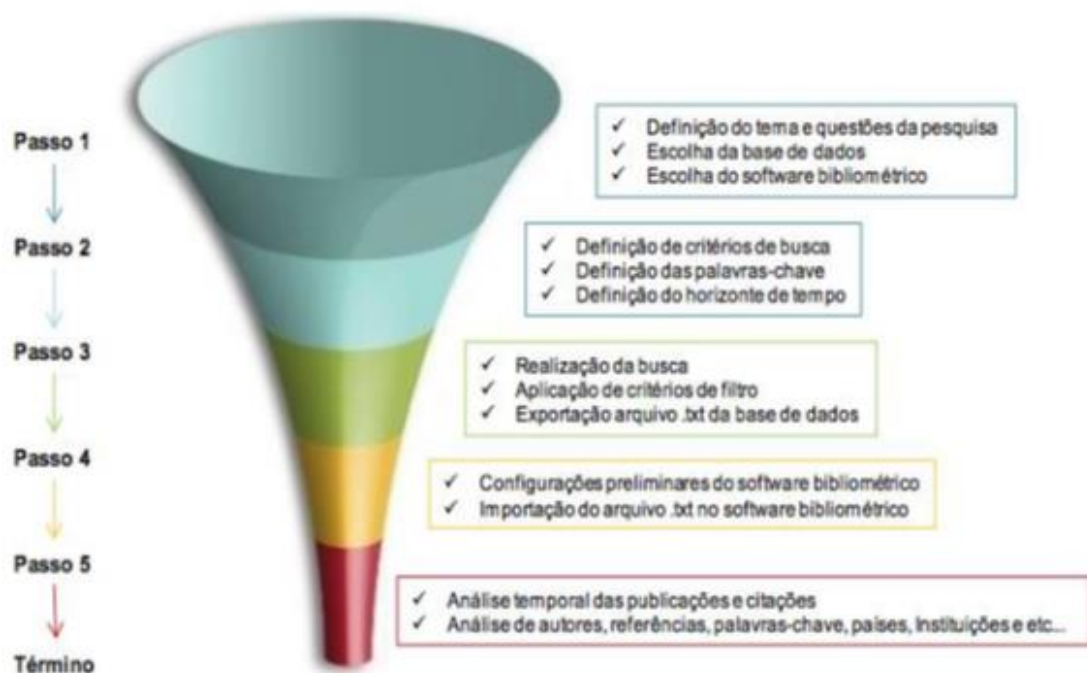 Passo 1
✓ Definição do tema e questões da pesquisa
✓ Escolha da base de dados
✓ Escolha do software bibliométrico
Passo 2
✓ Definição de critérios de busca
✓ Definição das palavras-chave
✓ Definição do horizonte de tempo
Passo 3
✓ Realização da busca
✓ Aplicação de critérios de filtro
✓ Exportação arquivo .txt da base de dados
Passo 4
✓ Configurações preliminares do software bibliométrico
✓ Importação do arquivo .txt no software bibliométrico
Passo 5
✓ Análise temporal das publicações e citações
✓ Análise de autores, referências, palavras-chave, países, Instituições e etc...
Término